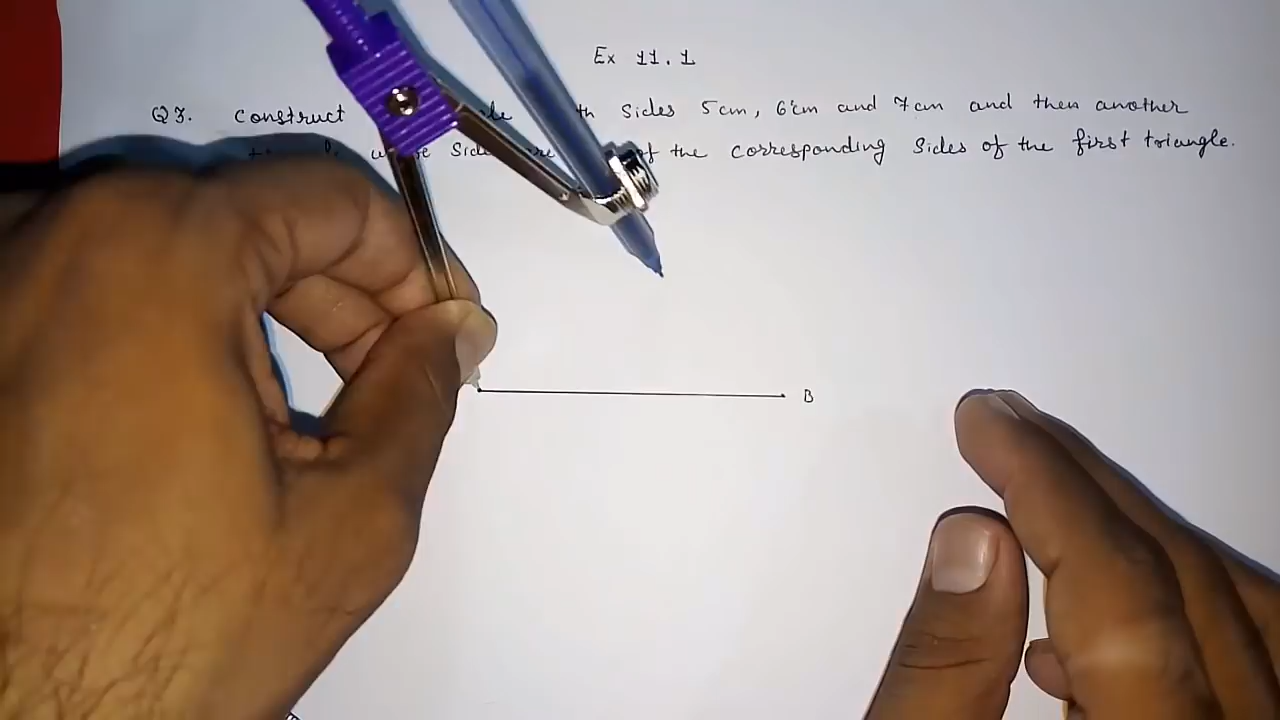 Ex 11.1
Q3. Construct sides 5cm, 6cm and 7cm and then another
of the corresponding sides of the first triangle.
B